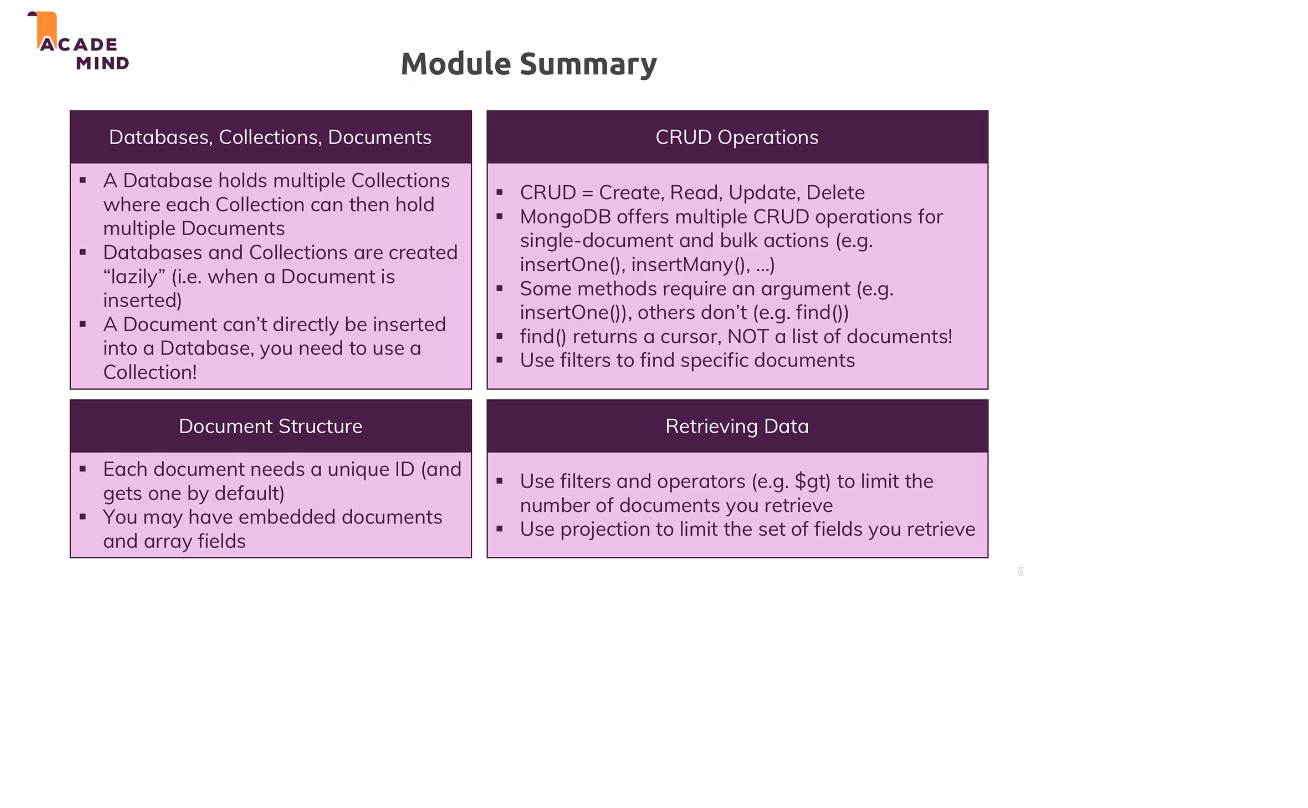 ACADE
MIND
Module Summary
Databases, Collections, Documents
▪ A Database holds multiple Collections
where each Collection can then hold
multiple Documents
▪ Databases and Collections are created
“lazily” (i.e. when a Document is
inserted)
▪ A Document can’t directly be inserted
into a Database, you need to use a
Collection!
CRUD Operations
▪ CRUD = Create, Read, Update, Delete
▪ MongoDB offers multiple CRUD operations for
single-document and bulk actions (e.g.
insertOne(), insertMany(), …)
▪ Some methods require an argument (e.g.
insertOne()), others don’t (e.g. find())
▪ find() returns a cursor, NOT a list of documents!
▪ Use filters to find specific documents
Document Structure
▪ Each document needs a unique ID (and
gets one by default)
▪ You may have embedded documents
and array fields
Retrieving Data
▪ Use filters and operators (e.g. $gt) to limit the
number of documents you retrieve
▪ Use projection to limit the set of fields you retrieve